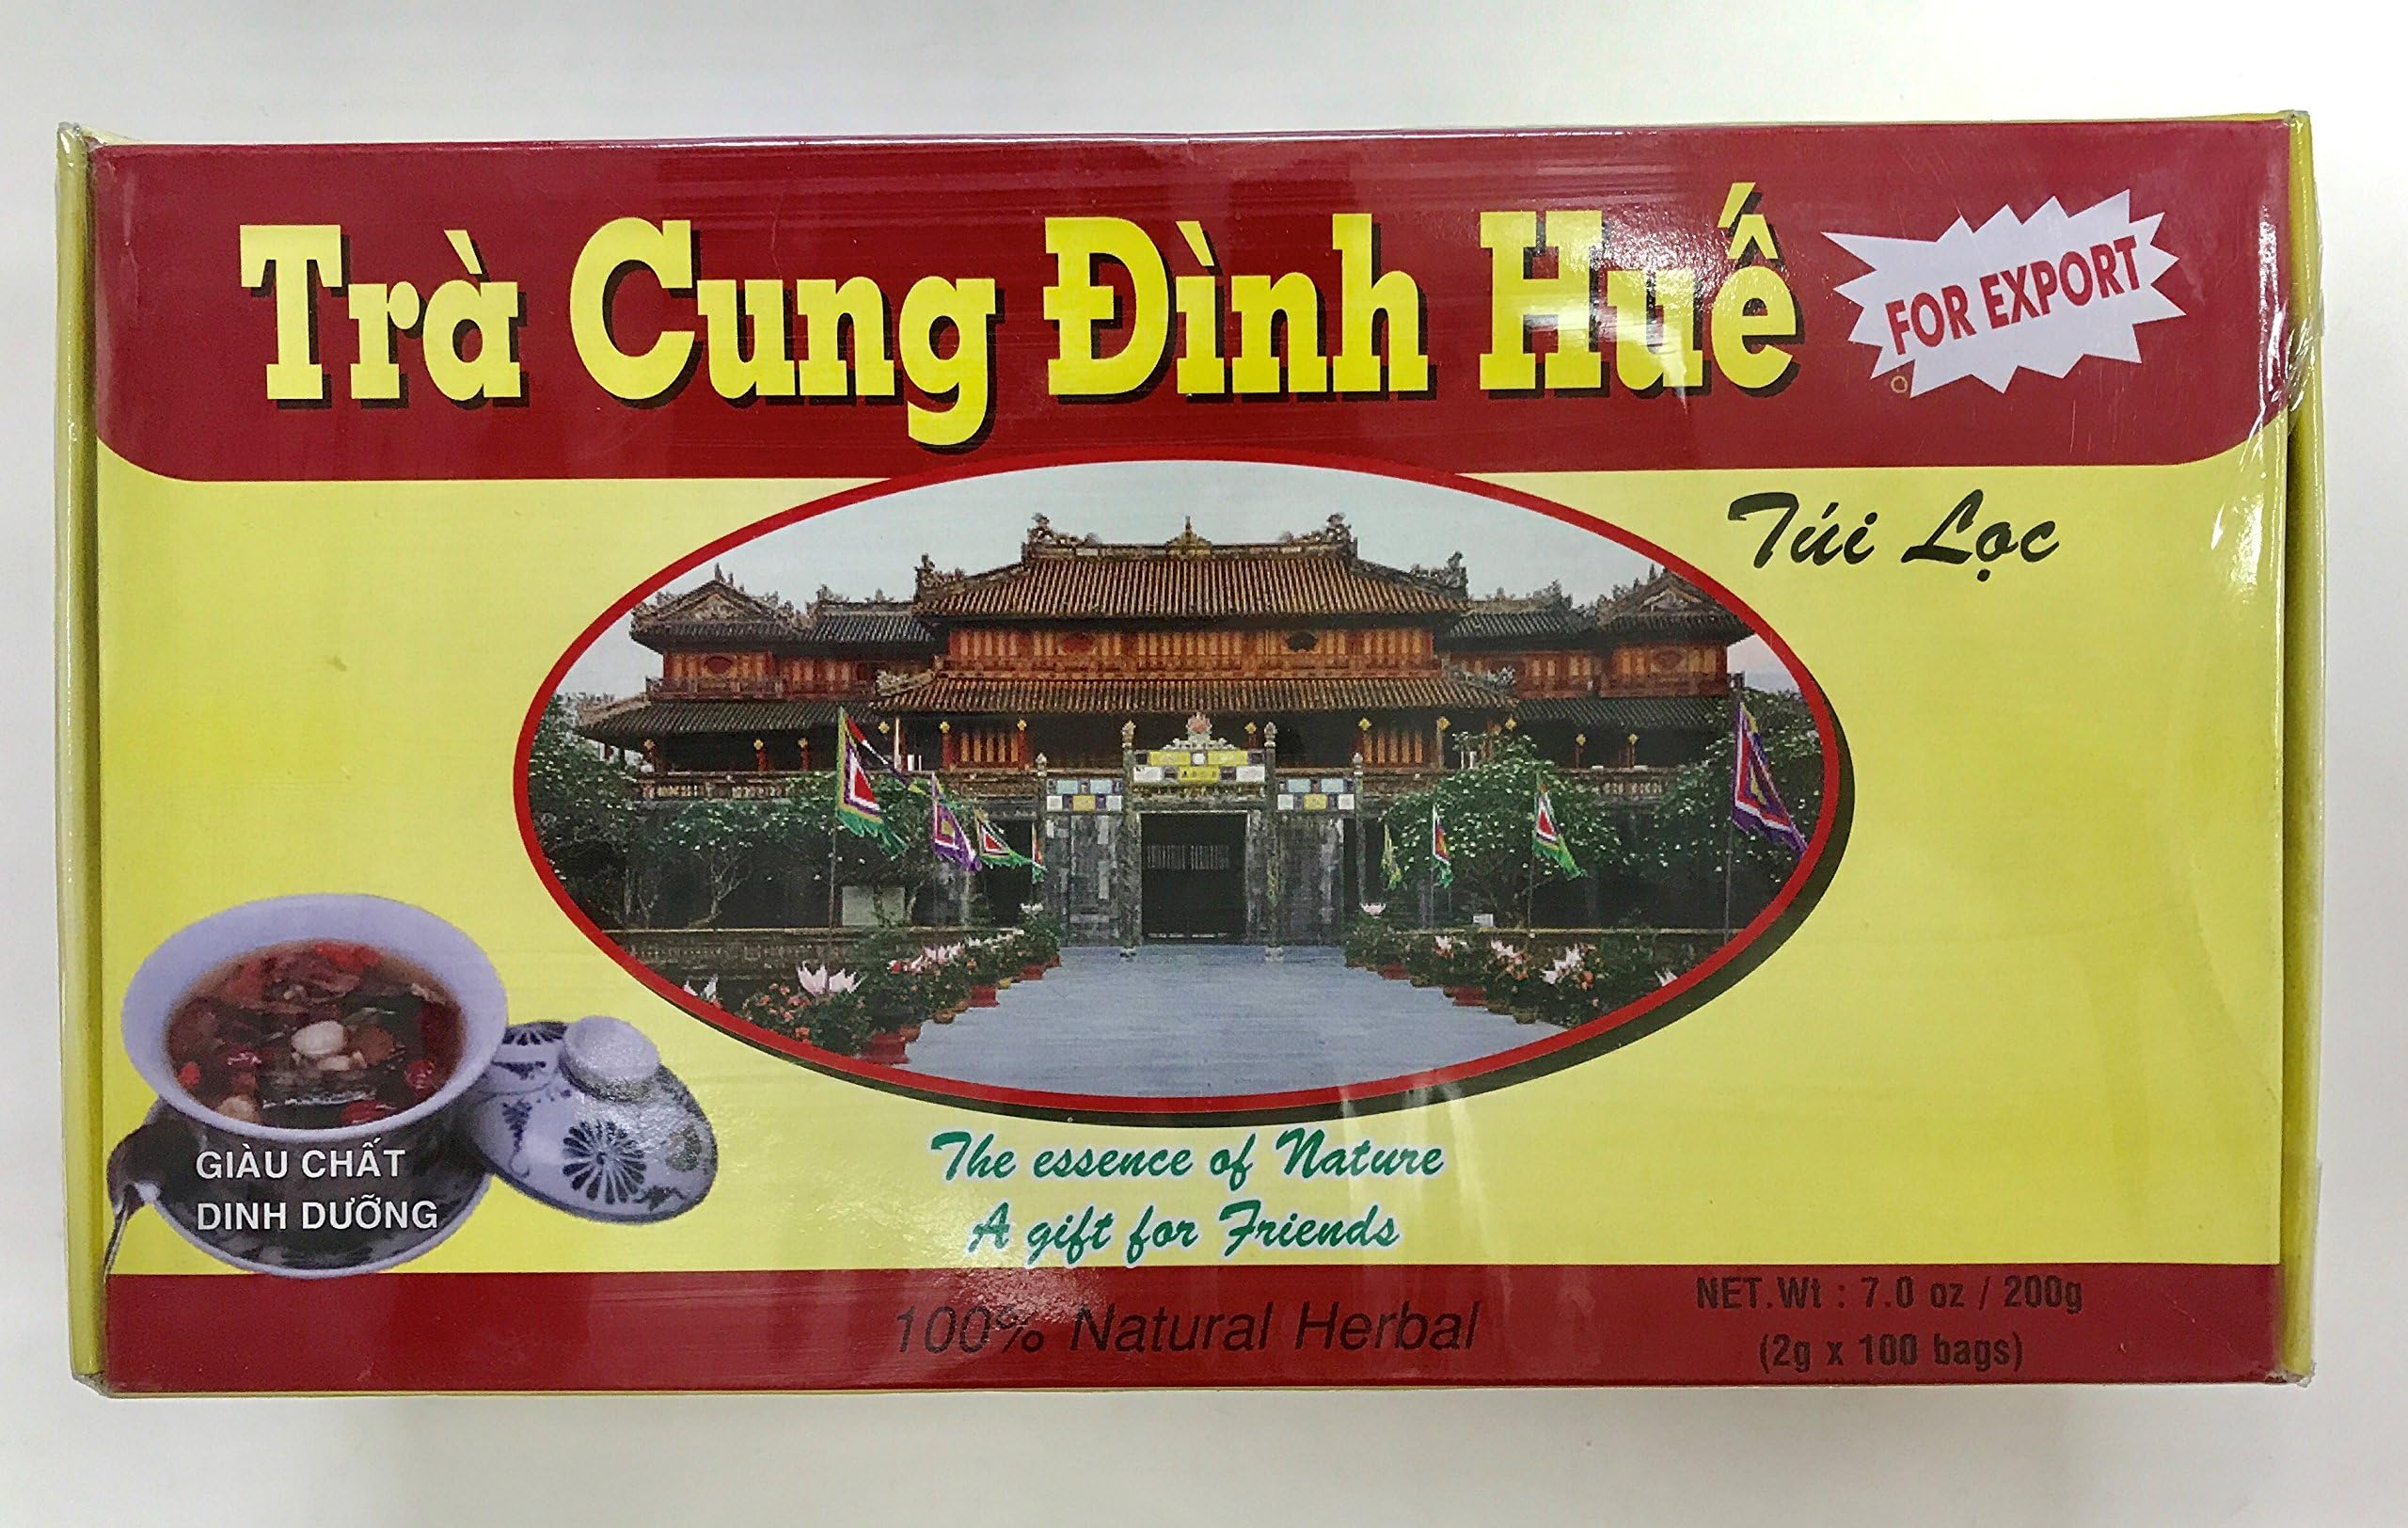 Trà Cung Đình Huế
FOR EXPORT
Túi Lọc
GIÀU CHẤT
DINH DƯỠNG
The essence of Nature
A gift for Friends
100% Natural Herbal
NET.Wt : 7.0 oz / 200g
(2g x 100 bags)